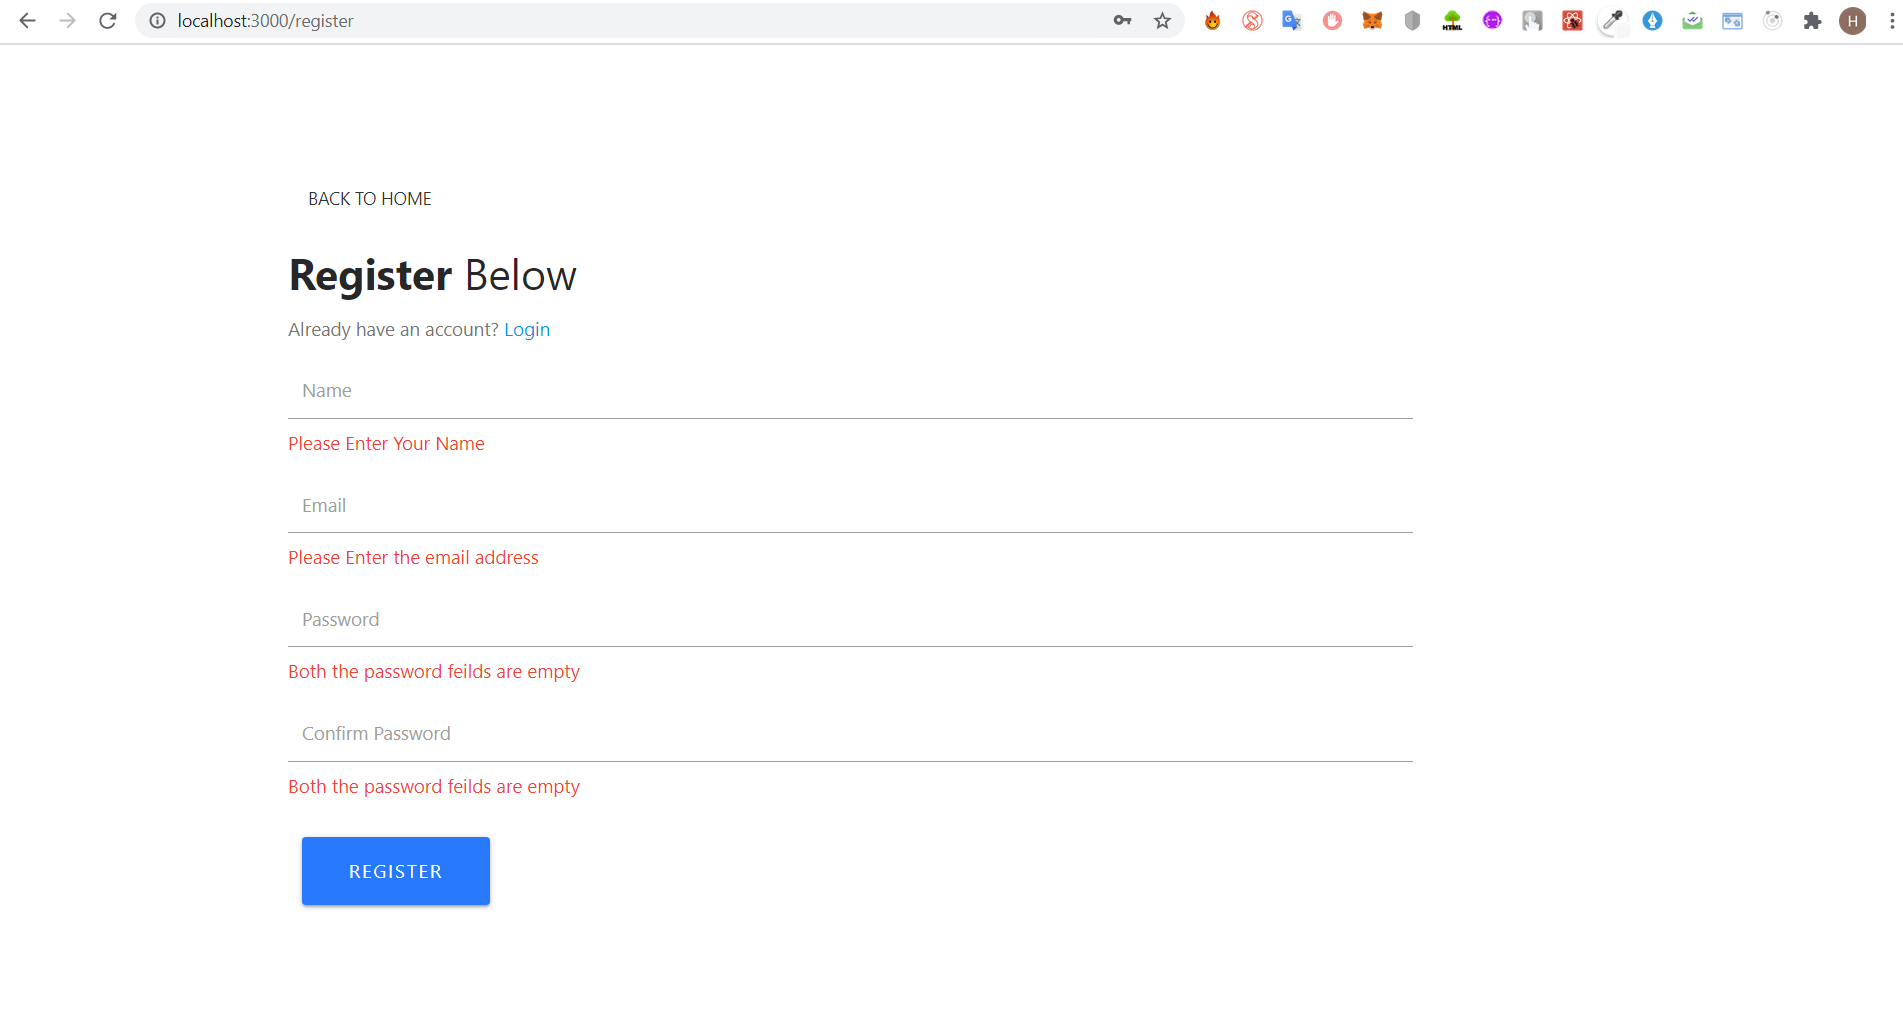 localhost:3000/register
HTML
H
BACK TO HOME
Register Below
Already have an account? Login
Name
Please Enter Your Name
Email
Please Enter the email address
Password
Both the password feilds are empty
Confirm Password
Both the password feilds are empty
REGISTER